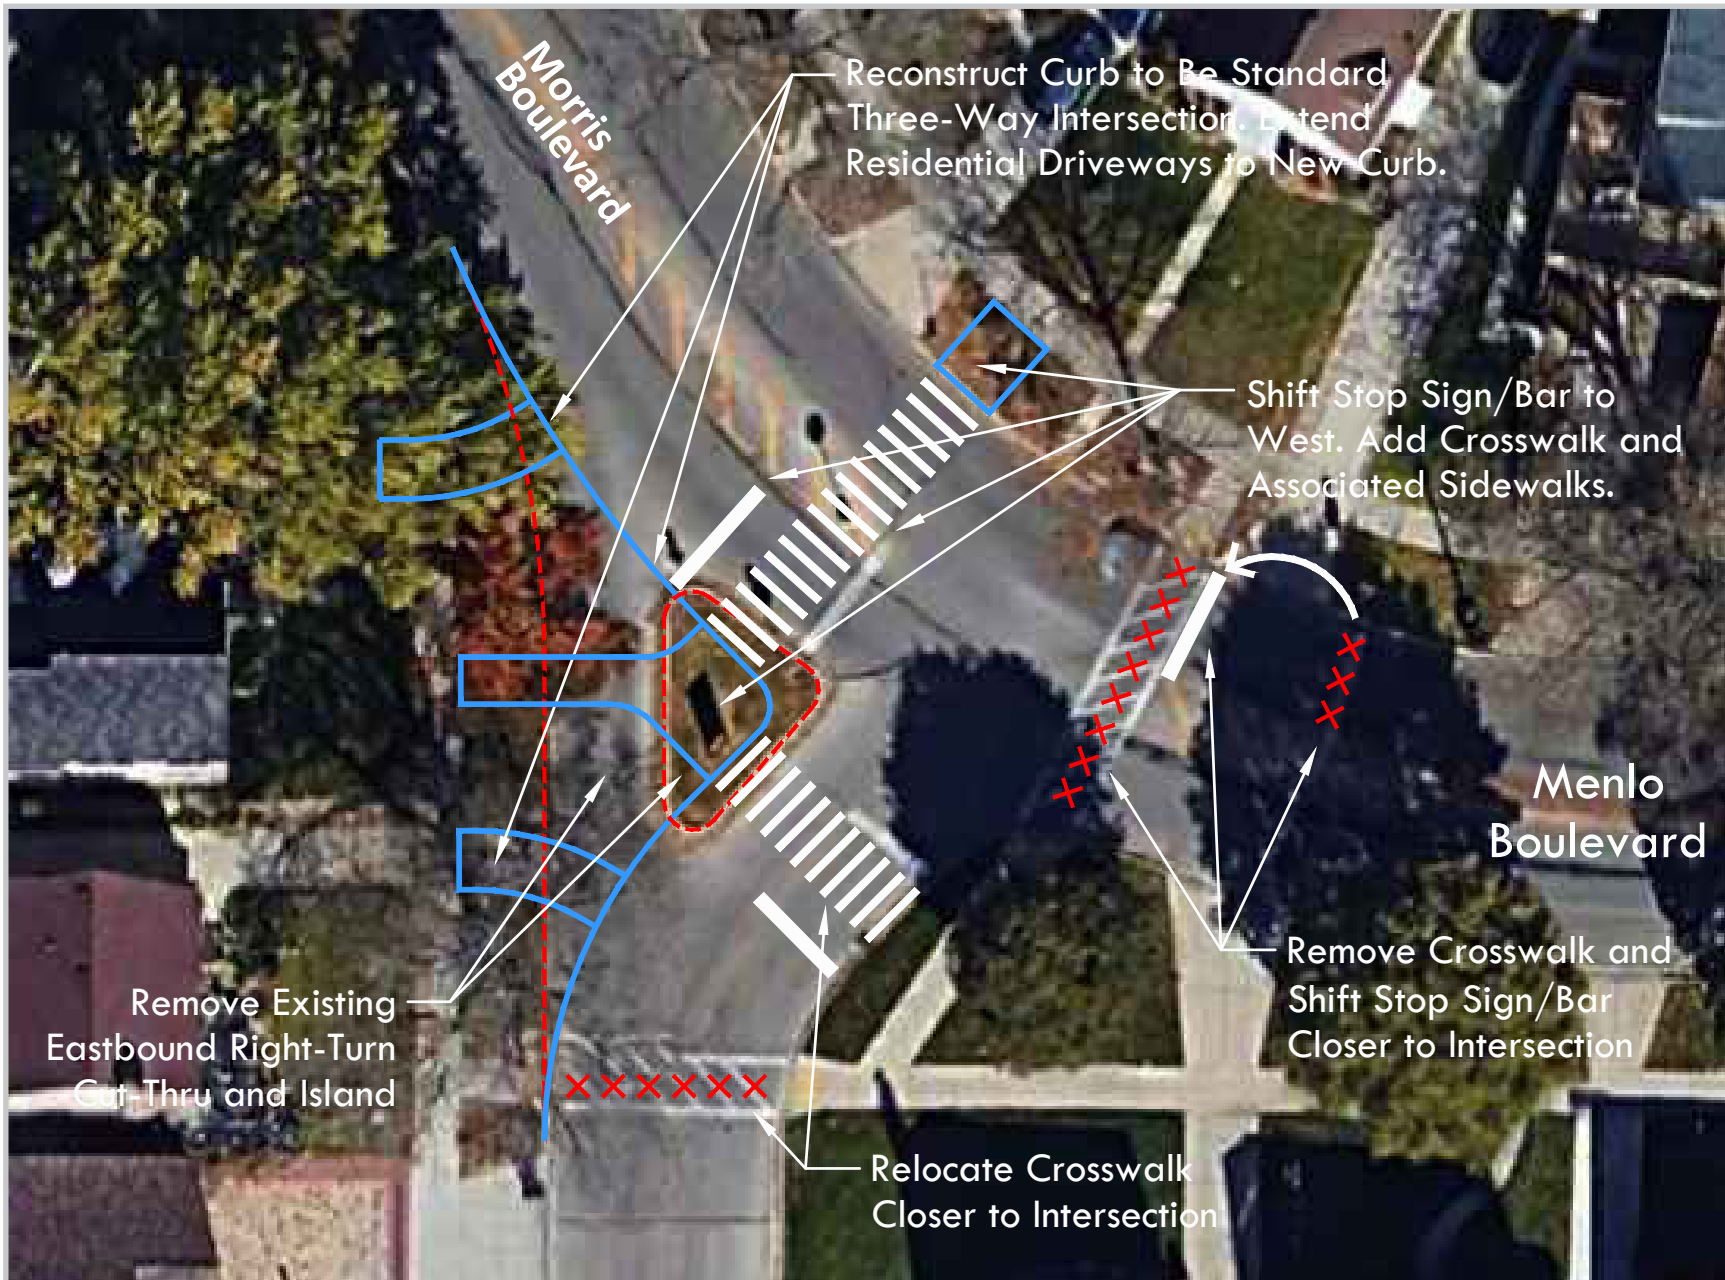 Morris
Boulevard
Reconstruct Curb to Be Standard
Three-Way Intersection. Extend
Residential Driveways to New Curb.
Shift Stop Sign/Bar to
West. Add Crosswalk and
Associated Sidewalks.
Menlo
Boulevard
Remove Crosswalk and
Shift Stop Sign/Bar
Closer to Intersection
Remove Existing
Eastbound Right-Turn
Cut-Thru and Island
Relocate Crosswalk
Closer to Intersection